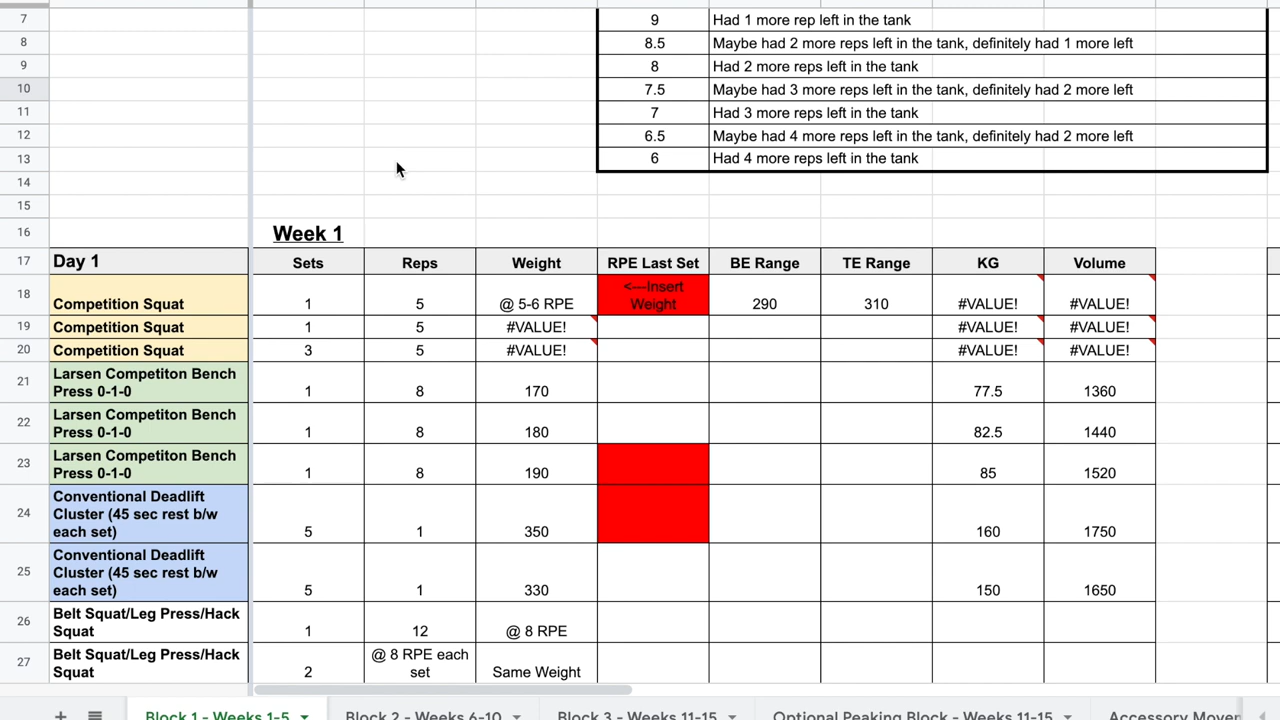 7 9 Had 1 more rep left in the tank
8 8.5 Maybe had 2 more reps left in the tank, definitely had 1 more left
9 8 Had 2 more reps left in the tank
10 7.5 Maybe had 3 more reps left in the tank, definitely had 2 more left
11 7 Had 3 more reps left in the tank
12 6.5 Maybe had 4 more reps left in the tank, definitely had 2 more left
13 6 Had 4 more reps left in the tank
14
15
16 Week 1
17 Day 1 Sets Reps Weight RPE Last Set BE Range TE Range KG Volume
18 Competition Squat 1 5 @ 5-6 RPE <---Insert Weight 290 310 #VALUE! #VALUE!
19 Competition Squat 1 5 #VALUE! #VALUE! #VALUE!
20 Competition Squat 3 5 #VALUE! #VALUE! #VALUE!
21 Larsen Competiton Bench Press 0-1-0 1 8 170 77.5 1360
22 Larsen Competiton Bench Press 0-1-0 1 8 180 82.5 1440
23 Larsen Competiton Bench Press 0-1-0 1 8 190 85 1520
24 Conventional Deadlift Cluster (45 sec rest b/w each set) 5 1 350 160 1750
25 Conventional Deadlift Cluster (45 sec rest b/w each set) 5 1 330 150 1650
26 Belt Squat/Leg Press/Hack Squat 1 12 @ 8 RPE
27 Belt Squat/Leg Press/Hack Squat 2 @ 8 RPE each set Same Weight
Block 1 - Weeks 1-5 Block 2 - Weeks 6-10 Block 3 - Weeks 11-15 Optional Peaking Block - Weeks 11-15 Accessory Mover